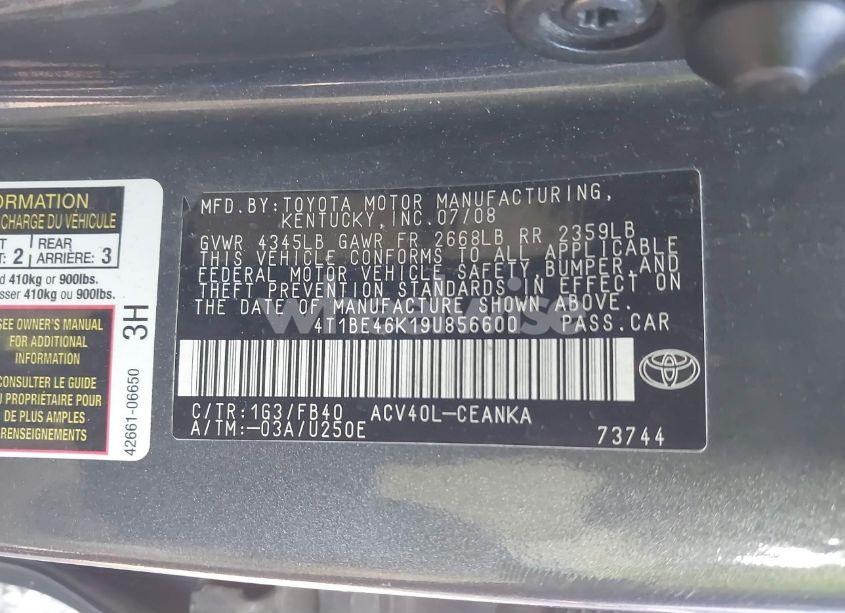 ORMATION
CHARGE DU VÉHICULE
T: 2
REAR
ARRIÈRE: 3
d 410kg or 900lbs.
sser 410kg ou 900lbs.
SEE OWNER'S MANUAL
FOR ADDITIONAL
INFORMATION
CONSULTER LE GUIDE
U PROPRIÉTAIRE POUR
DE PLUS AMPLES
RENSEIGNEMENTS
3H
42661-06650
MFD.BY:TOYOTA MOTOR MANUFACTURING,
KENTUCKY, INC.07/08
GVWR 4345LB GAWR FR 2668LB RR 2359LB
THIS VEHICLE CONFORMS TO ALL APPLICABLE
FEDERAL MOTOR VEHICLE SAFETY, BUMPER,AND
THEFT PREVENTION STANDARDS IN EFFECT ON
THE DATE OF MANUFACTURE SHOWN ABOVE.
4T1BE46K19U856600 PASS.CAR
C/TR:1G3/FB40 ACV40L-CEANKA
A/TM:-03A/U250E
73744